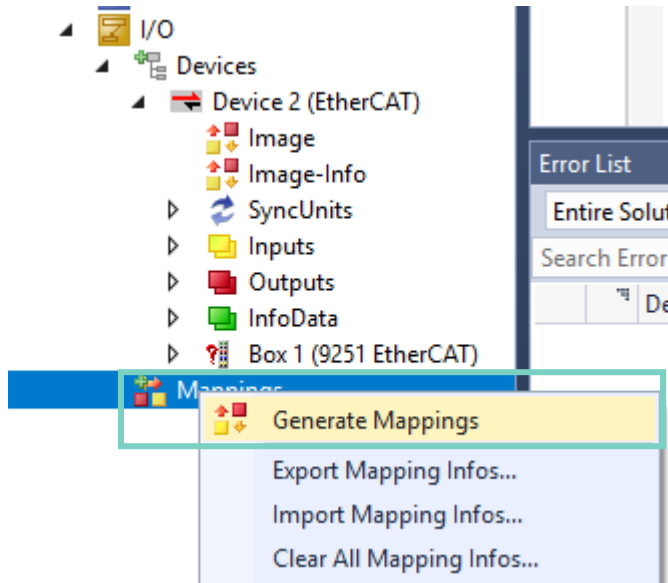 I/O
Devices
Device 2 (EtherCAT)
Image
Image-Info
SyncUnits
Inputs
Outputs
InfoData
Box 1 (9251 EtherCAT)
Mappings
Generate Mappings
Export Mapping Infos...
Import Mapping Infos...
Clear All Mapping Infos...
Error List
Entire Solut
Search Error
De